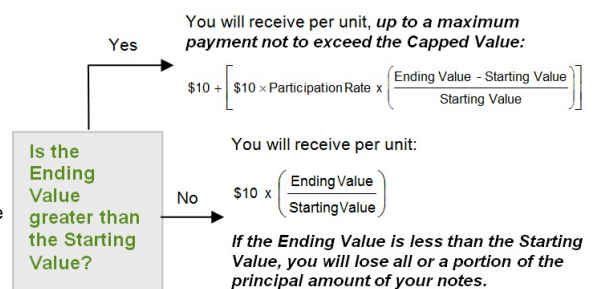 You will receive per unit, up to a maximum
payment not to exceed the Capped Value:
Yes
$10 + [ $10 × Participation Rate x ( Ending Value - Starting Value
Starting Value ) ]
Is the
Ending
Value
greater than
the Starting
Value?
You will receive per unit:
No
$10 x ( Ending Value
Starting Value )
If the Ending Value is less than the Starting
Value, you will lose all or a portion of the
principal amount of your notes.